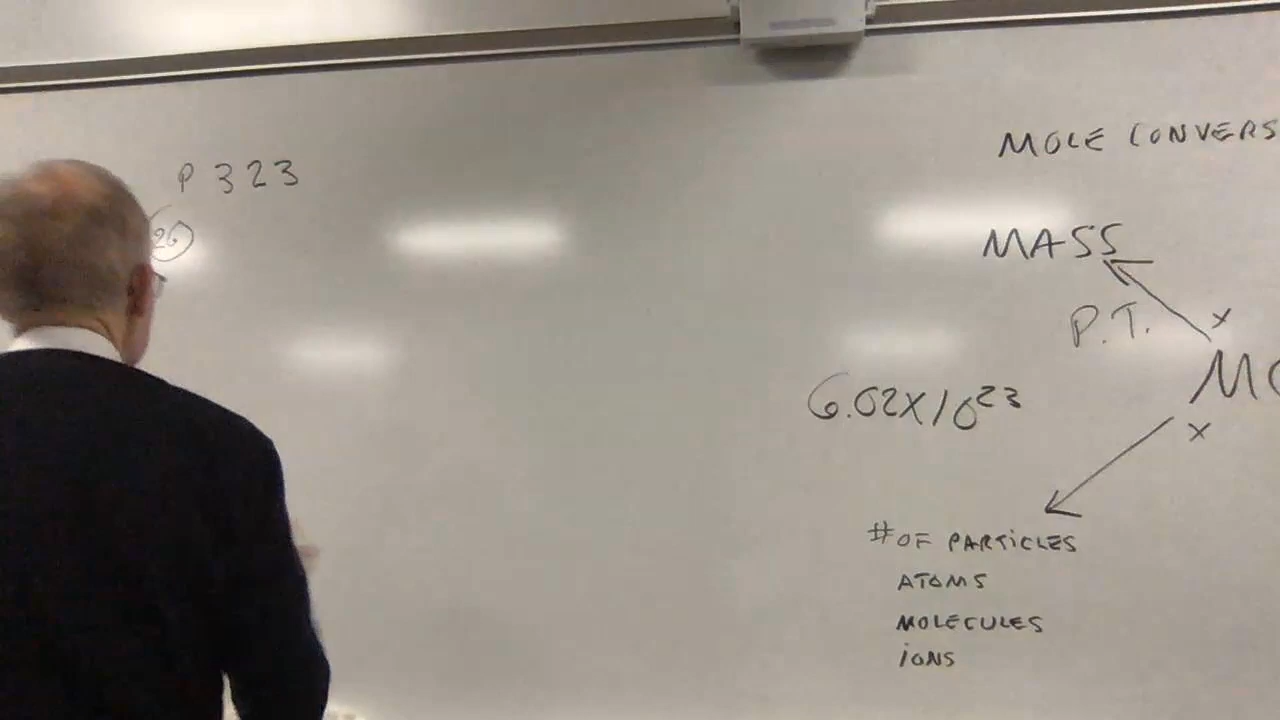 P 323
26
MOLE CONVERS
MASS
P.T. x
MO
6.02x10²³
x
# OF PARTICLES
ATOMS
MOLECULES
iONS